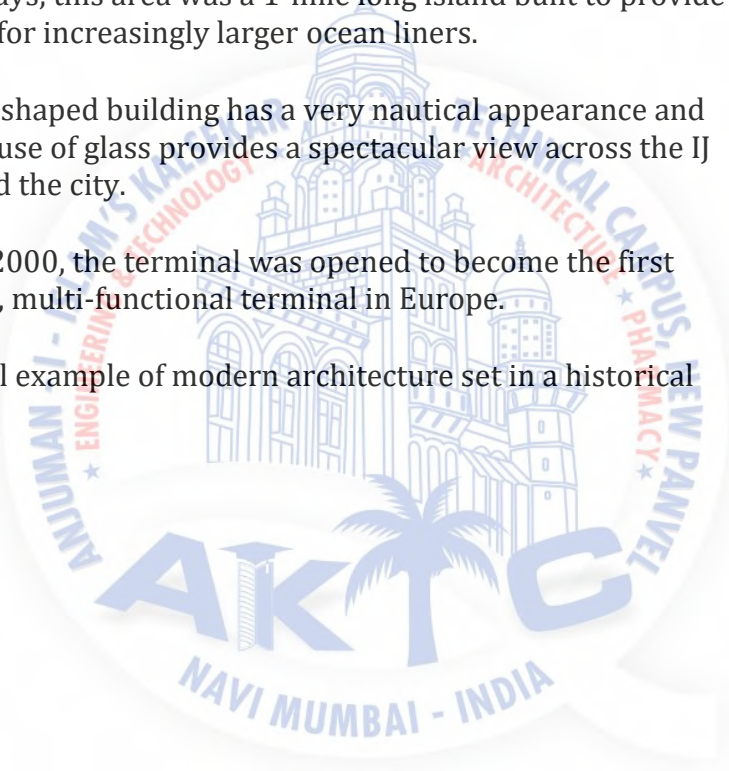 ays, this area was a 1-mile long island built to provide
for increasingly larger ocean liners.
shaped building has a very nautical appearance and
use of glass provides a spectacular view across the IJ
d the city.
2000, the terminal was opened to become the first
, multi-functional terminal in Europe.
l example of modern architecture set in a historical
ANJUMAN - I - ISLAM'S KALSEKAR TECHNICAL CAMPUS, NEW PANVEL
★ ENGINEERING & TECHNOLOGY ARCHITECTURE ★ PHARMACY ★
AKTC
NAVI MUMBAI - INDIA